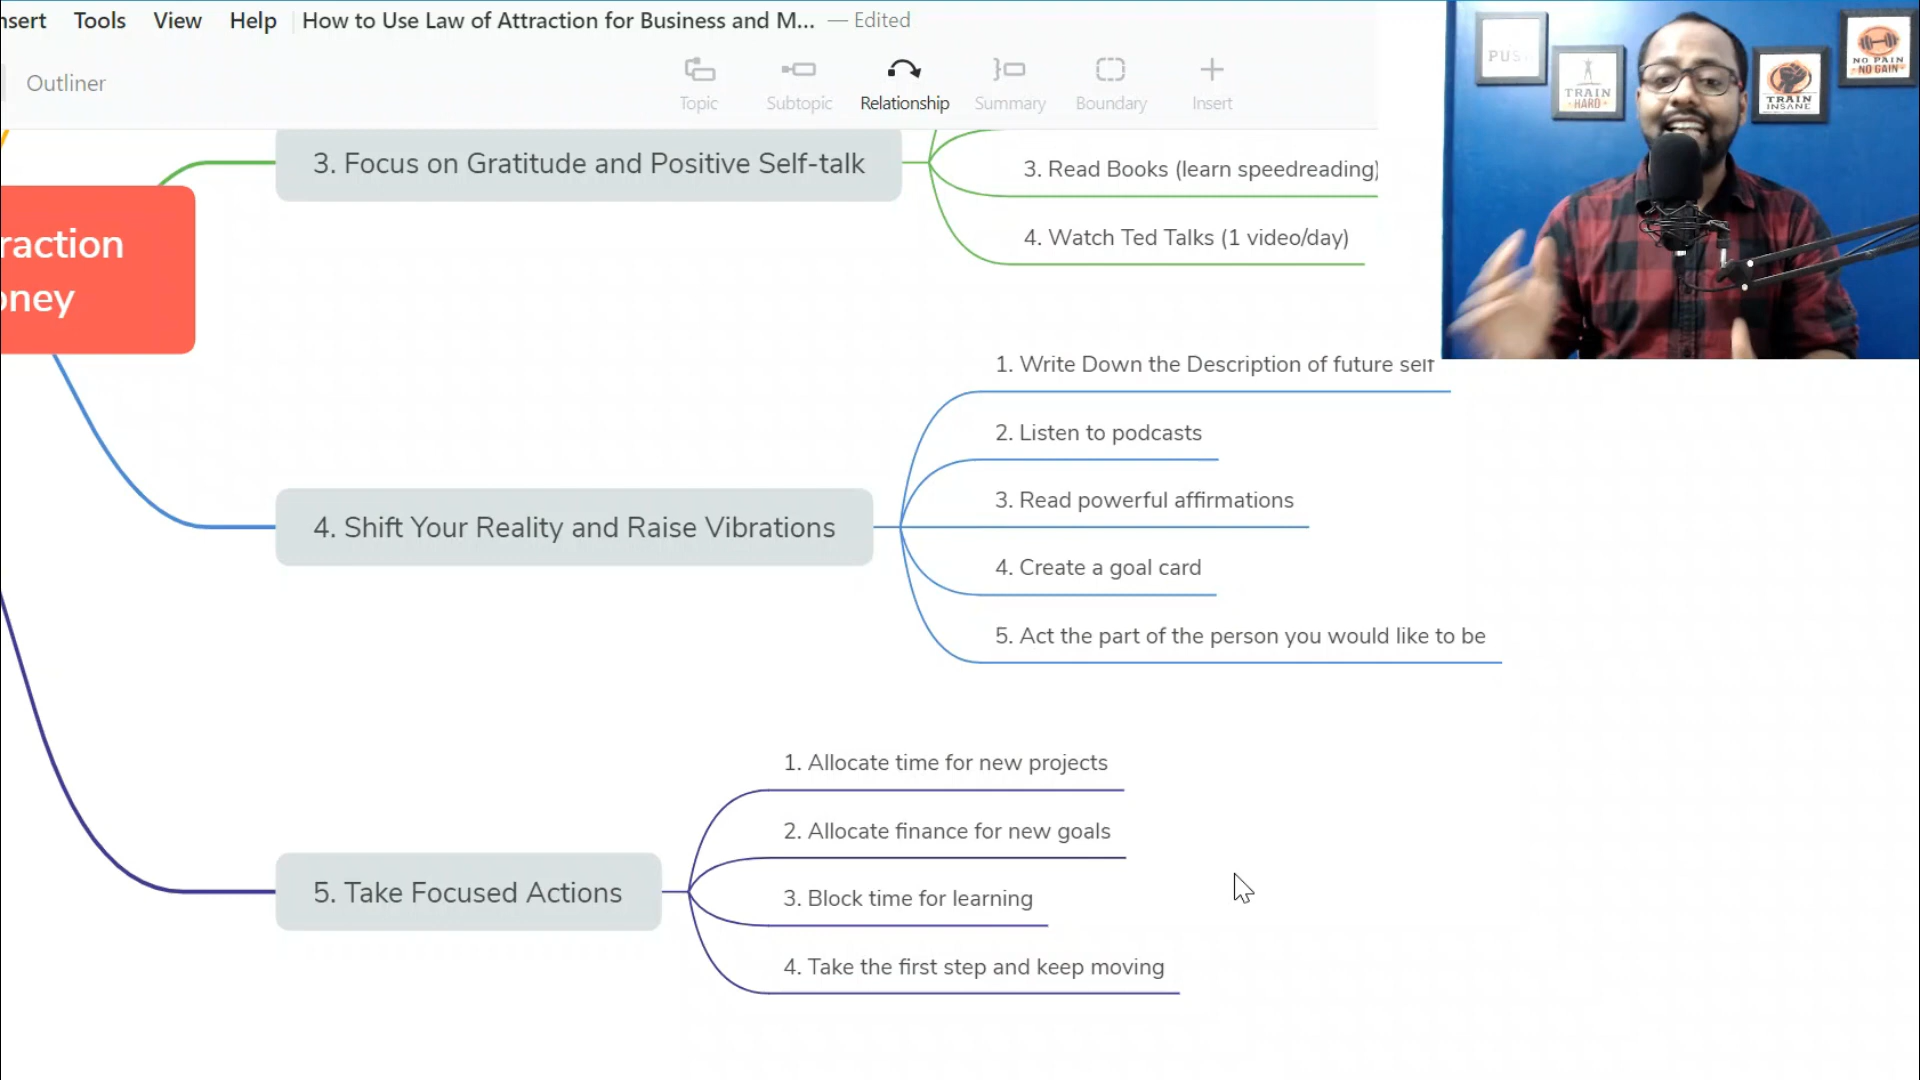 Tools View Help How to Use Law of Attraction for Business and M... — Edited
Outliner
Topic Subtopic Relationship Summary Boundary Insert
3. Focus on Gratitude and Positive Self-talk
3. Read Books (learn speedreading)
4. Watch Ted Talks (1 video/day)
1. Write Down the Description of future self
2. Listen to podcasts
3. Read powerful affirmations
4. Create a goal card
5. Act the part of the person you would like to be
4. Shift Your Reality and Raise Vibrations
1. Allocate time for new projects
2. Allocate finance for new goals
3. Block time for learning
4. Take the first step and keep moving
5. Take Focused Actions
TRAIN
HARD
TRAIN
INSANE
NO PAIN
NO GAIN